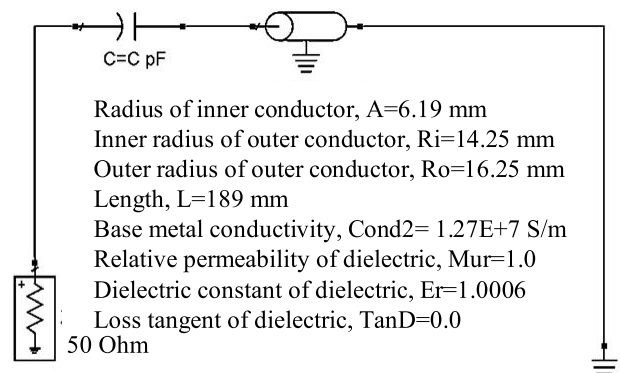 C=C pF
Radius of inner conductor, A=6.19 mm
Inner radius of outer conductor, Ri=14.25 mm
Outer radius of outer conductor, Ro=16.25 mm
Length, L=189 mm
Base metal conductivity, Cond2= 1.27E+7 S/m
Relative permeability of dielectric, Mur=1.0
Dielectric constant of dielectric, Er=1.0006
Loss tangent of dielectric, TanD=0.0
+
50 Ohm